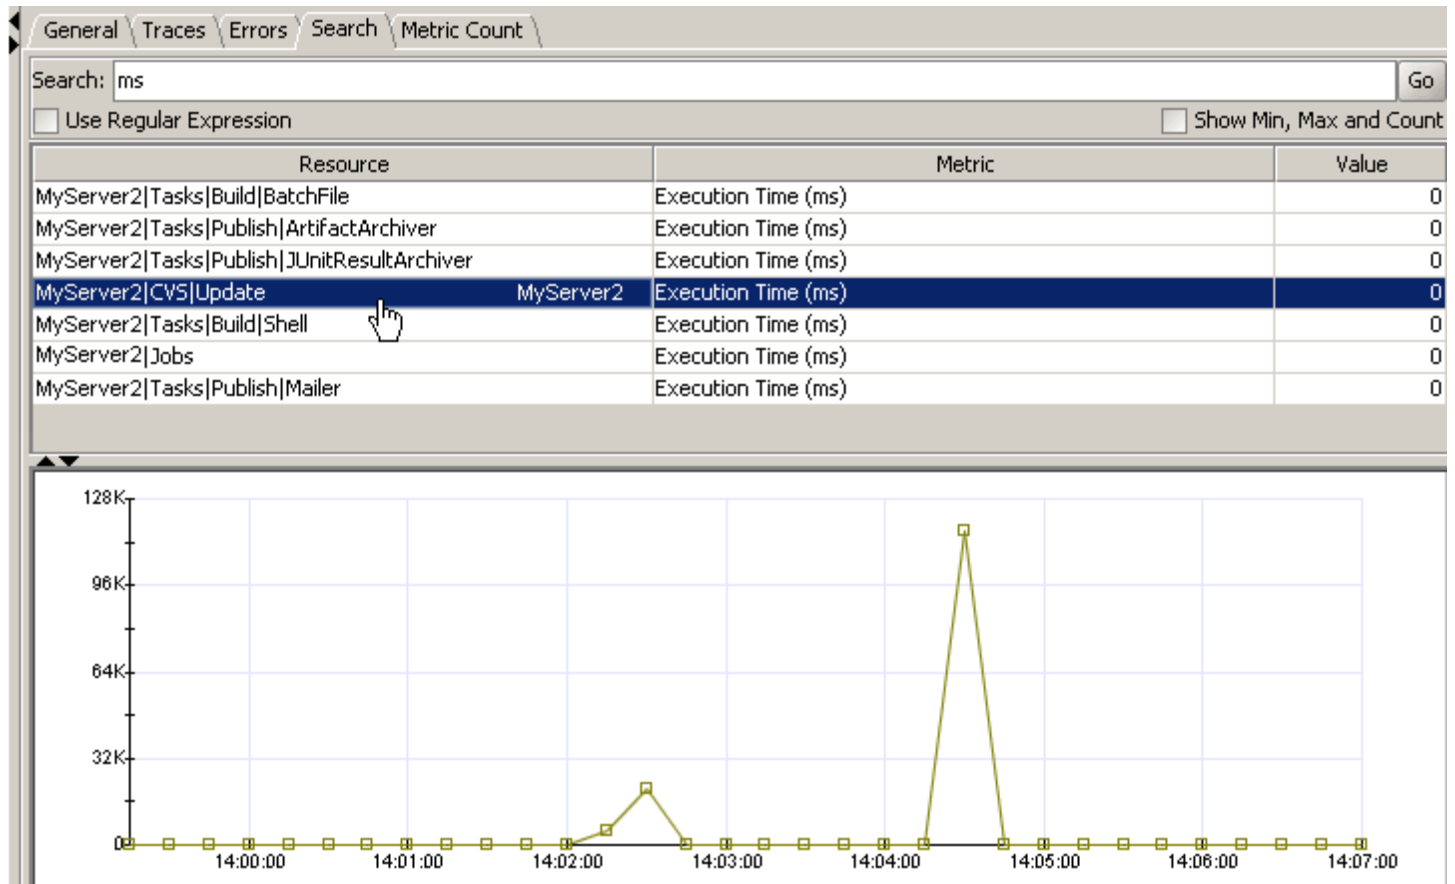 General Traces Errors Search Metric Count
Search: ms Go
Use Regular Expression Show Min, Max and Count
Resource Metric Value
MyServer2|Tasks|Build|BatchFile Execution Time (ms) 0
MyServer2|Tasks|Publish|ArtifactArchiver Execution Time (ms) 0
MyServer2|Tasks|Publish|JUnitResultArchiver Execution Time (ms) 0
MyServer2|CVS|Update MyServer2 Execution Time (ms) 0
MyServer2|Tasks|Build|Shell Execution Time (ms) 0
MyServer2|Jobs Execution Time (ms) 0
MyServer2|Tasks|Publish|Mailer Execution Time (ms) 0
128K
96K
64K
32K
0
14:00:00 14:01:00 14:02:00 14:03:00 14:04:00 14:05:00 14:06:00 14:07:00